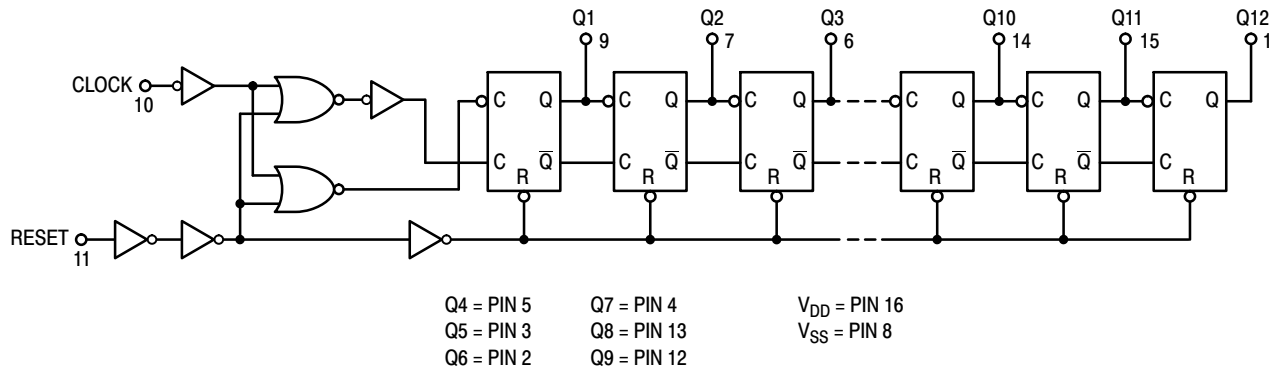 Q1 Q2 Q3 Q10 Q11 Q12
9 7 6 14 15 1
CLOCK
10
C Q C Q C Q C Q C Q C Q
C Q̅ C Q̅ C Q̅ C Q̅ C Q̅ C
R R R R R R
RESET
11
Q4 = PIN 5 Q7 = PIN 4 V_DD = PIN 16
Q5 = PIN 3 Q8 = PIN 13 V_SS = PIN 8
Q6 = PIN 2 Q9 = PIN 12